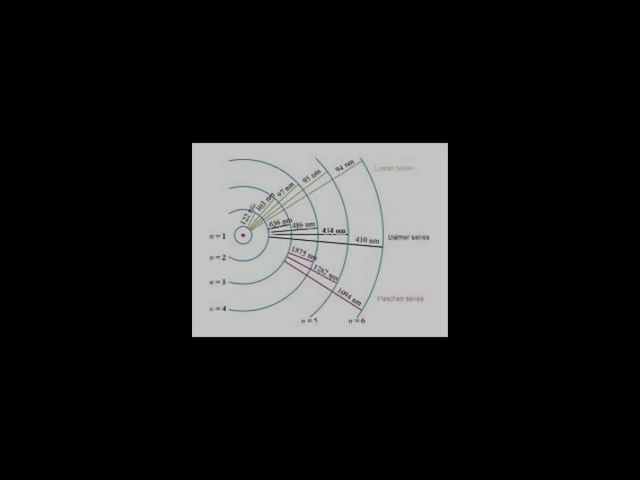 94 nm
Lyman series
95 nm
97 nm
103 nm
122 nm
656 nm
486 nm
414 nm
410 nm
Balmer series
n = 1
1875 nm
n = 2
1282 nm
n = 3
1094 nm
Paschen series
n = 4
n = 5
n = 6